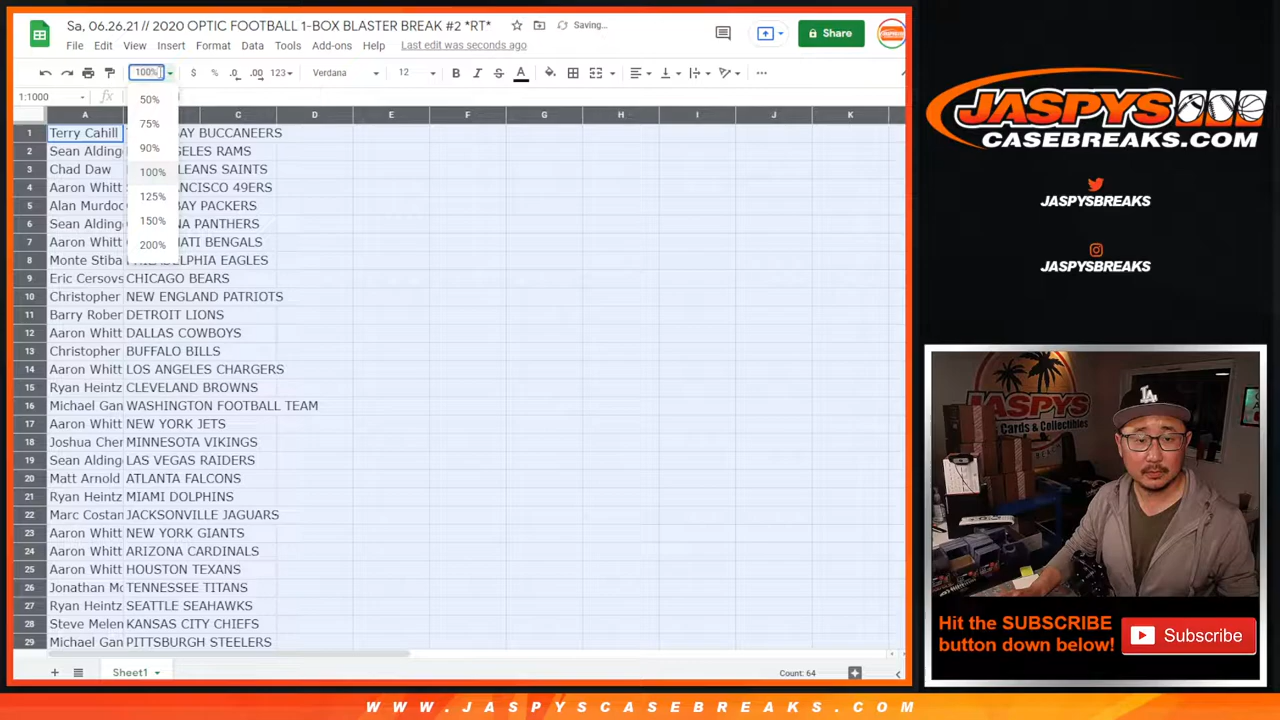 Sa, 06.26.21 // 2020 OPTIC FOOTBALL 1-BOX BLASTER BREAK #2 *RT*
Saving...
Share
File Edit View Insert Format Data Tools Add-ons Help Last edit was seconds ago
100% $ % .0 .00 123 Verdana 12 B I S A
1:1000 fx
50%
75%
90%
100%
125%
150%
200%
A C D E F G H I J K
1 Terry Cahill AY BUCCANEERS
2 Sean Alding ELES RAMS
3 Chad Daw LEANS SAINTS
4 Aaron Whitt NCISCO 49ERS
5 Alan Murdoc BAY PACKERS
6 Sean Alding NA PANTHERS
7 Aaron Whitt NATI BENGALS
8 Monte Stiba PHILADELPHIA EAGLES
9 Eric Cersovs CHICAGO BEARS
10 Christopher NEW ENGLAND PATRIOTS
11 Barry Rober DETROIT LIONS
12 Aaron Whitt DALLAS COWBOYS
13 Christopher BUFFALO BILLS
14 Aaron Whitt LOS ANGELES CHARGERS
15 Ryan Heintz CLEVELAND BROWNS
16 Michael Gan WASHINGTON FOOTBALL TEAM
17 Aaron Whitt NEW YORK JETS
18 Joshua Cher MINNESOTA VIKINGS
19 Sean Alding LAS VEGAS RAIDERS
20 Matt Arnold ATLANTA FALCONS
21 Ryan Heintz MIAMI DOLPHINS
22 Marc Costan JACKSONVILLE JAGUARS
23 Aaron Whitt NEW YORK GIANTS
24 Aaron Whitt ARIZONA CARDINALS
25 Aaron Whitt HOUSTON TEXANS
26 Jonathan Mc TENNESSEE TITANS
27 Ryan Heintz SEATTLE SEAHAWKS
28 Steve Melen KANSAS CITY CHIEFS
29 Michael Gan PITTSBURGH STEELERS
Sheet1
Count: 64
JASPYS
CASEBREAKS.COM
JASPYSBREAKS
JASPYSBREAKS
JASPYS
Cards & Collectibles
LA
Hit the SUBSCRIBE
button down below!
Subscribe
WWW.JASPYSCASEBREAKS.COM